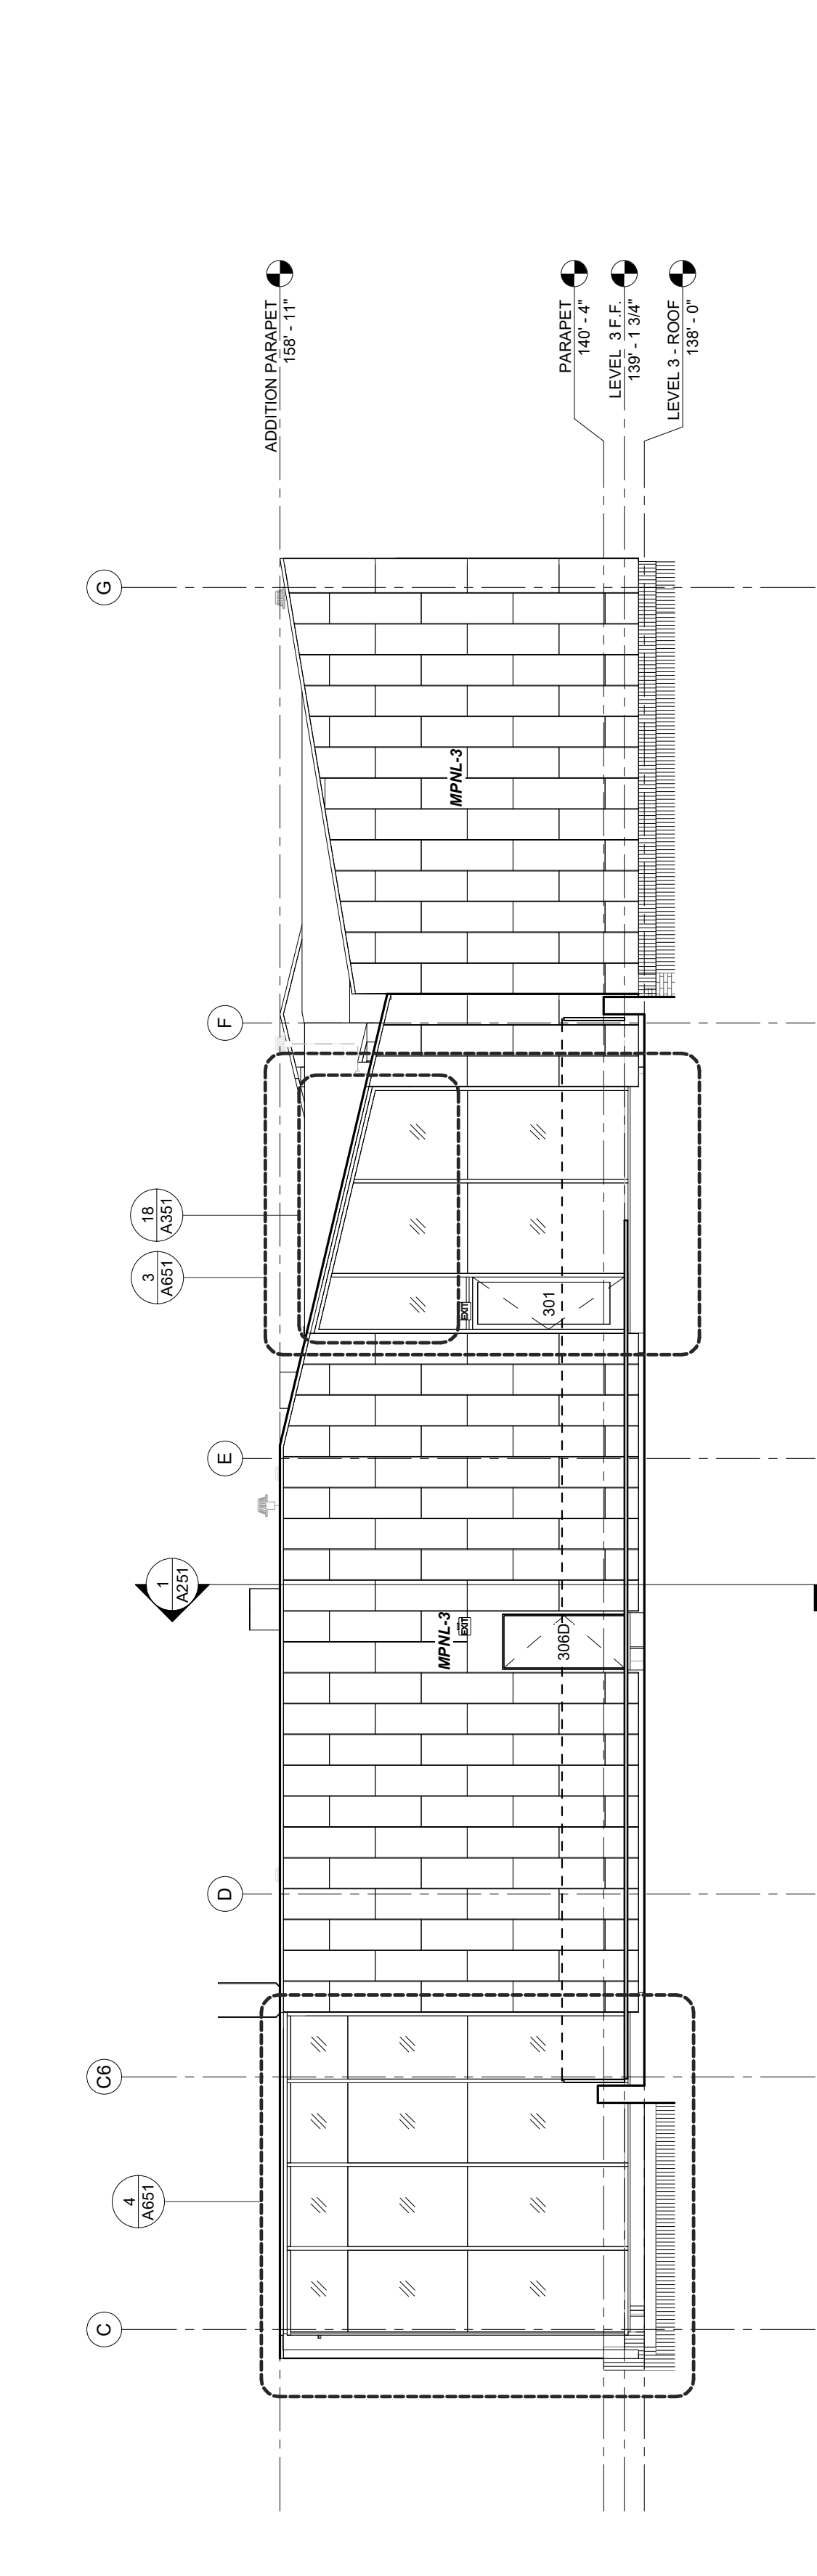 C
C6
D
E
F
G
4
A651
1
A251
3
A651
18
A351
ADDITION PARAPET
158' - 11"
PARAPET
140' - 4"
LEVEL 3 F.F.
139' - 1 3/4"
LEVEL 3 - ROOF
138' - 0"
MPNL-3
EXIT
306D
EXIT
301
MPNL-3